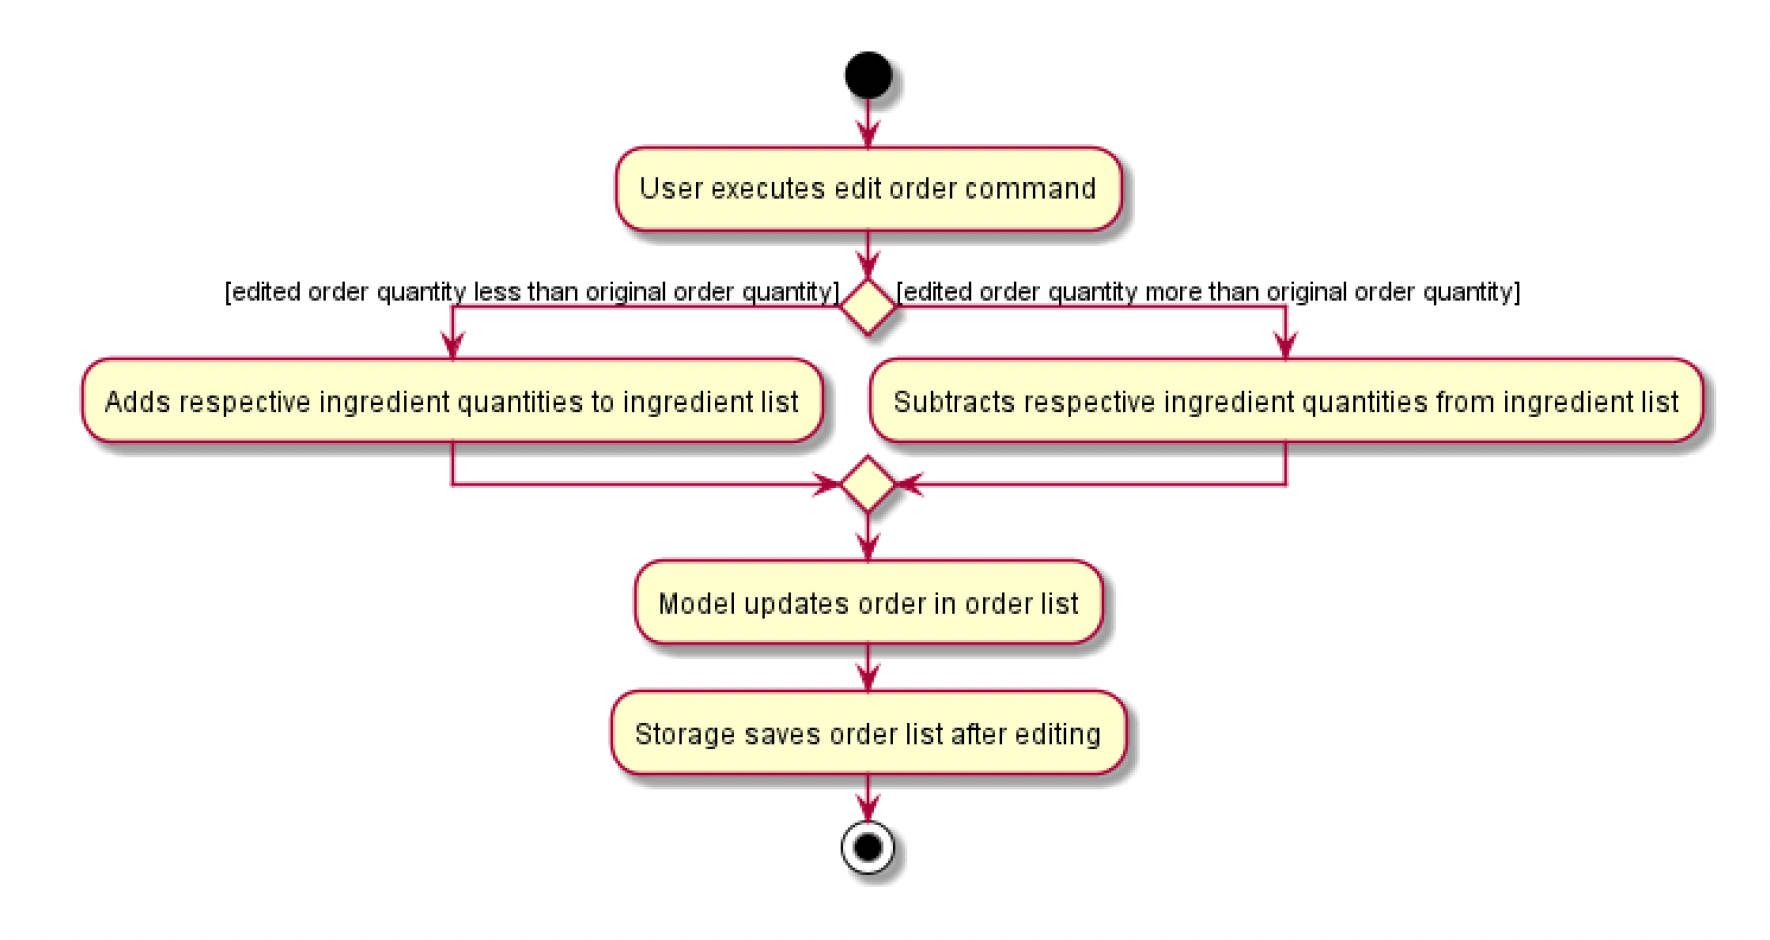 User executes edit order command
[edited order quantity less than original order quantity]
[edited order quantity more than original order quantity]
Adds respective ingredient quantities to ingredient list
Subtracts respective ingredient quantities from ingredient list
Model updates order in order list
Storage saves order list after editing